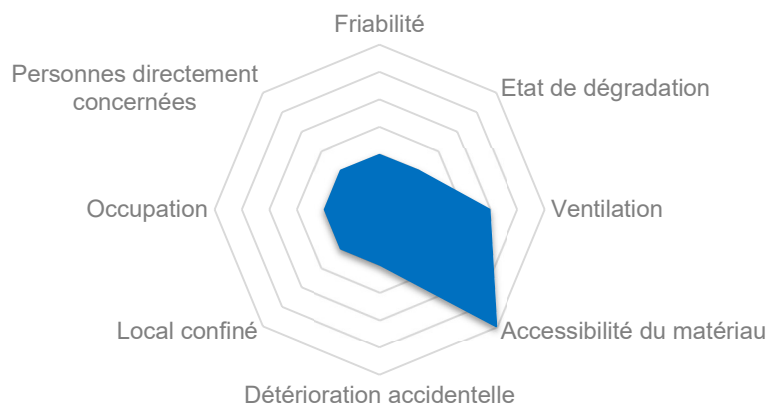 Friabilité
Personnes directement
concernées
Etat de dégradation
Occupation
Ventilation
Local confiné
Accessibilité du matériau
Détérioration accidentelle